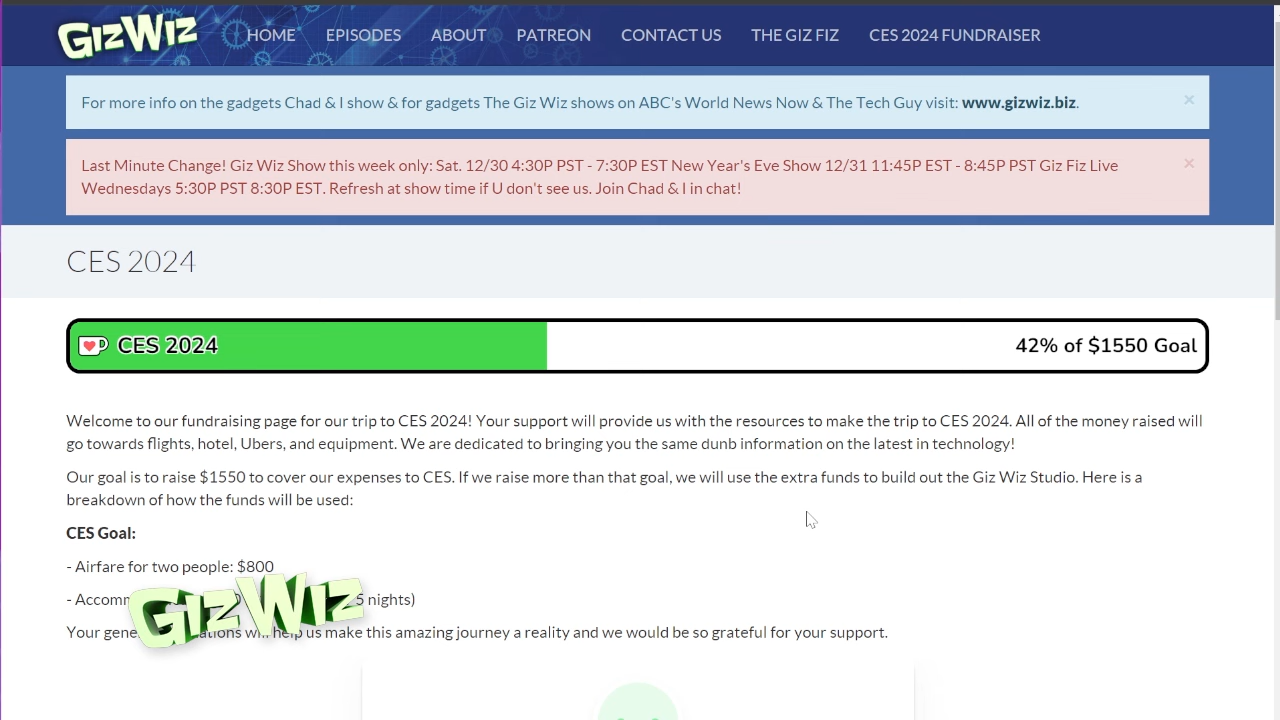 GizWiz
HOME EPISODES ABOUT PATREON CONTACT US THE GIZ FIZ CES 2024 FUNDRAISER
For more info on the gadgets Chad & I show & for gadgets The Giz Wiz shows on ABC's World News Now & The Tech Guy visit: www.gizwiz.biz.
×
Last Minute Change! Giz Wiz Show this week only: Sat. 12/30 4:30P PST - 7:30P EST New Year's Eve Show 12/31 11:45P EST - 8:45P PST Giz Fiz Live
Wednesdays 5:30P PST 8:30P EST. Refresh at show time if U don't see us. Join Chad & I in chat!
×
CES 2024
CES 2024 42% of $1550 Goal
Welcome to our fundraising page for our trip to CES 2024! Your support will provide us with the resources to make the trip to CES 2024. All of the money raised will
go towards flights, hotel, Ubers, and equipment. We are dedicated to bringing you the same dunb information on the latest in technology!
Our goal is to raise $1550 to cover our expenses to CES. If we raise more than that goal, we will use the extra funds to build out the Giz Wiz Studio. Here is a
breakdown of how the funds will be used:
CES Goal:
- Airfare for two people: $800
- 5 nights)
GizWiz
Your will help us make this amazing journey a reality and we would be so grateful for your support.